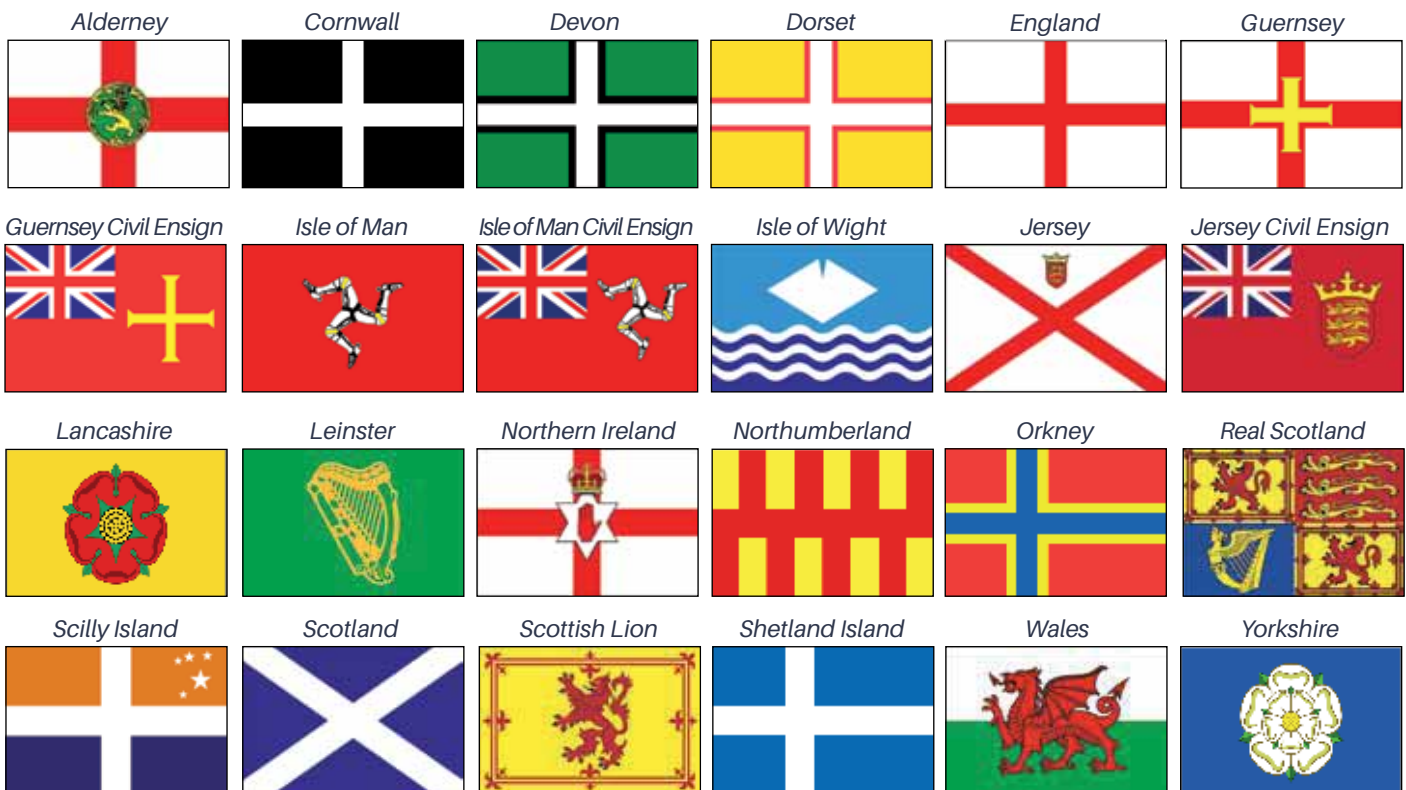 Alderney Cornwall Devon Dorset England Guernsey
Guernsey Civil Ensign Isle of Man Isle of Man Civil Ensign Isle of Wight Jersey Jersey Civil Ensign
Lancashire Leinster Northern Ireland Northumberland Orkney Real Scotland
Scilly Island Scotland Scottish Lion Shetland Island Wales Yorkshire